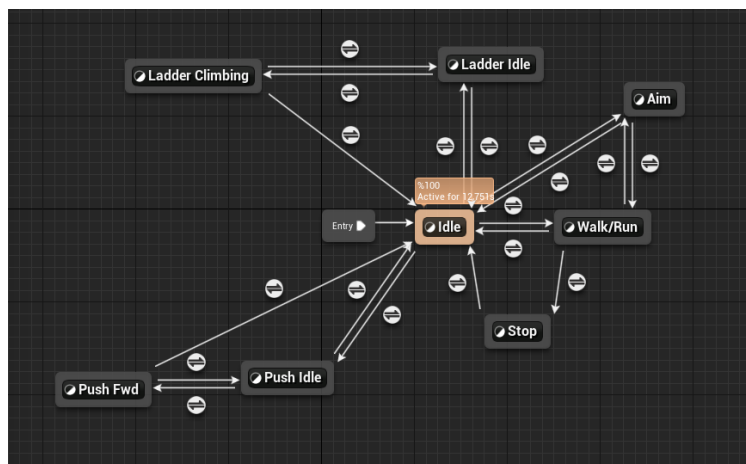 Ladder Climbing
Ladder Idle
Aim
%100
Active for 12.751s
Entry
Idle
Walk/Run
Stop
Push Idle
Push Fwd